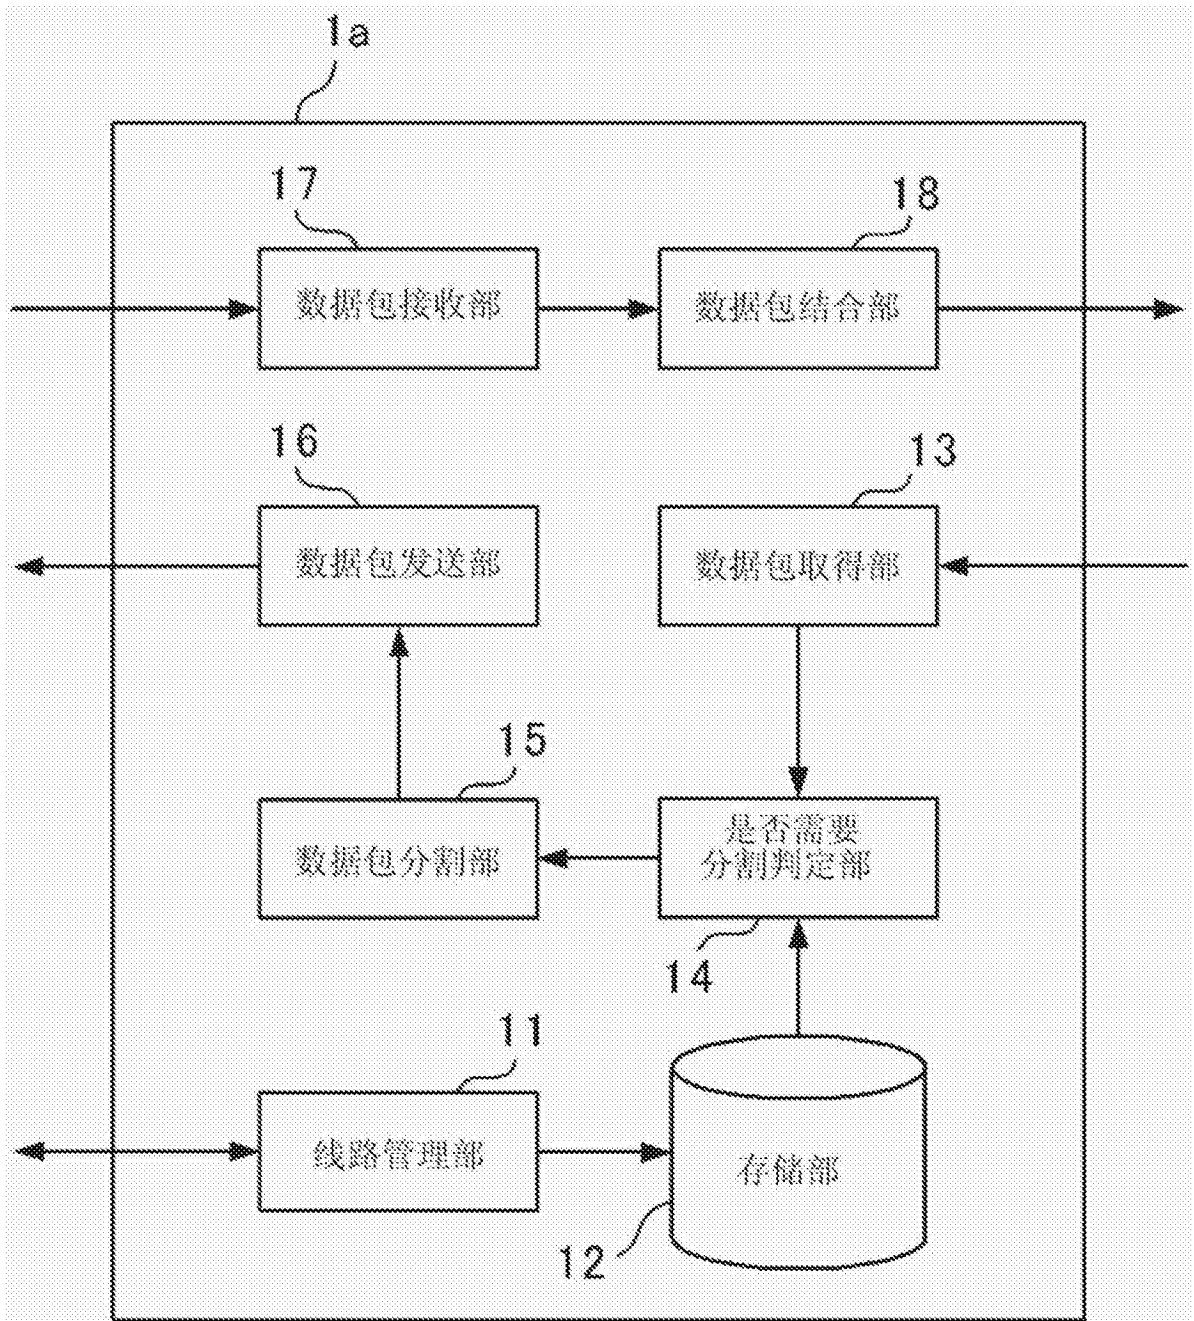 1a
17
18
数据包接收部
数据包结合部
16
13
数据包发送部
数据包取得部
15
数据包分割部
是否需要
分割判定部
14
11
线路管理部
存储部
12